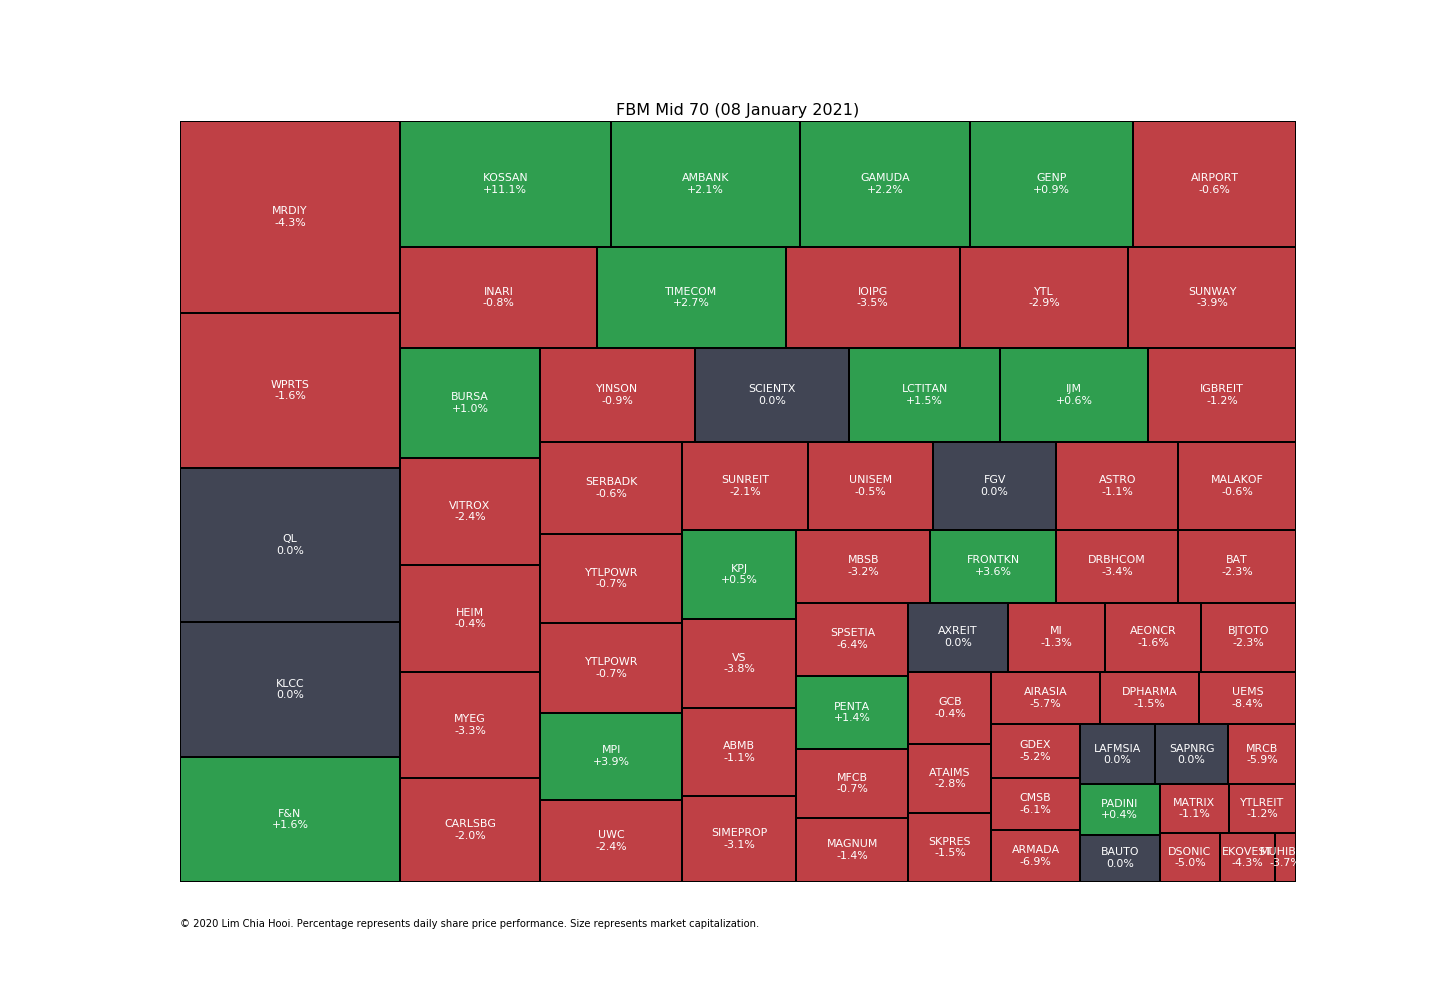 FBM Mid 70 (08 January 2021)
MRDIY
-4.3%
WPRTS
-1.6%
QL
0.0%
KLCC
0.0%
F&N
+1.6%
KOSSAN
+11.1%
AMBANK
+2.1%
GAMUDA
+2.2%
GENP
+0.9%
AIRPORT
-0.6%
INARI
-0.8%
TIMECOM
+2.7%
IOIPG
-3.5%
YTL
-2.9%
SUNWAY
-3.9%
BURSA
+1.0%
VITROX
-2.4%
HEIM
-0.4%
MYEG
-3.3%
CARLSBG
-2.0%
YINSON
-0.9%
SCIENTX
0.0%
LCTITAN
+1.5%
IJM
+0.6%
IGBREIT
-1.2%
SERBADK
-0.6%
YTLPOWR
-0.7%
YTLPOWR
-0.7%
MPI
+3.9%
UWC
-2.4%
SUNREIT
-2.1%
UNISEM
-0.5%
FGV
0.0%
ASTRO
-1.1%
MALAKOF
-0.6%
KPJ
+0.5%
VS
-3.8%
ABMB
-1.1%
SIMEPROP
-3.1%
MBSB
-3.2%
FRONTKN
+3.6%
DRBHCOM
-3.4%
BAT
-2.3%
SPSETIA
-6.4%
PENTA
+1.4%
MFCB
-0.7%
MAGNUM
-1.4%
AXREIT
0.0%
MI
-1.3%
AEONCR
-1.6%
BJTOTO
-2.3%
GCB
-0.4%
ATAIMS
-2.8%
SKPRES
-1.5%
AIRASIA
-5.7%
DPHARMA
-1.5%
UEMS
-8.4%
GDEX
-5.2%
CMSB
-6.1%
ARMADA
-6.9%
LAFMSIA
0.0%
SAPNRG
0.0%
MRCB
-5.9%
PADINI
+0.4%
BAUTO
0.0%
MATRIX
-1.1%
YTLREIT
-1.2%
DSONIC
-5.0%
EKOVEST
-4.3%
MUHIB
-3.7%
© 2020 Lim Chia Hooi. Percentage represents daily share price performance. Size represents market capitalization.